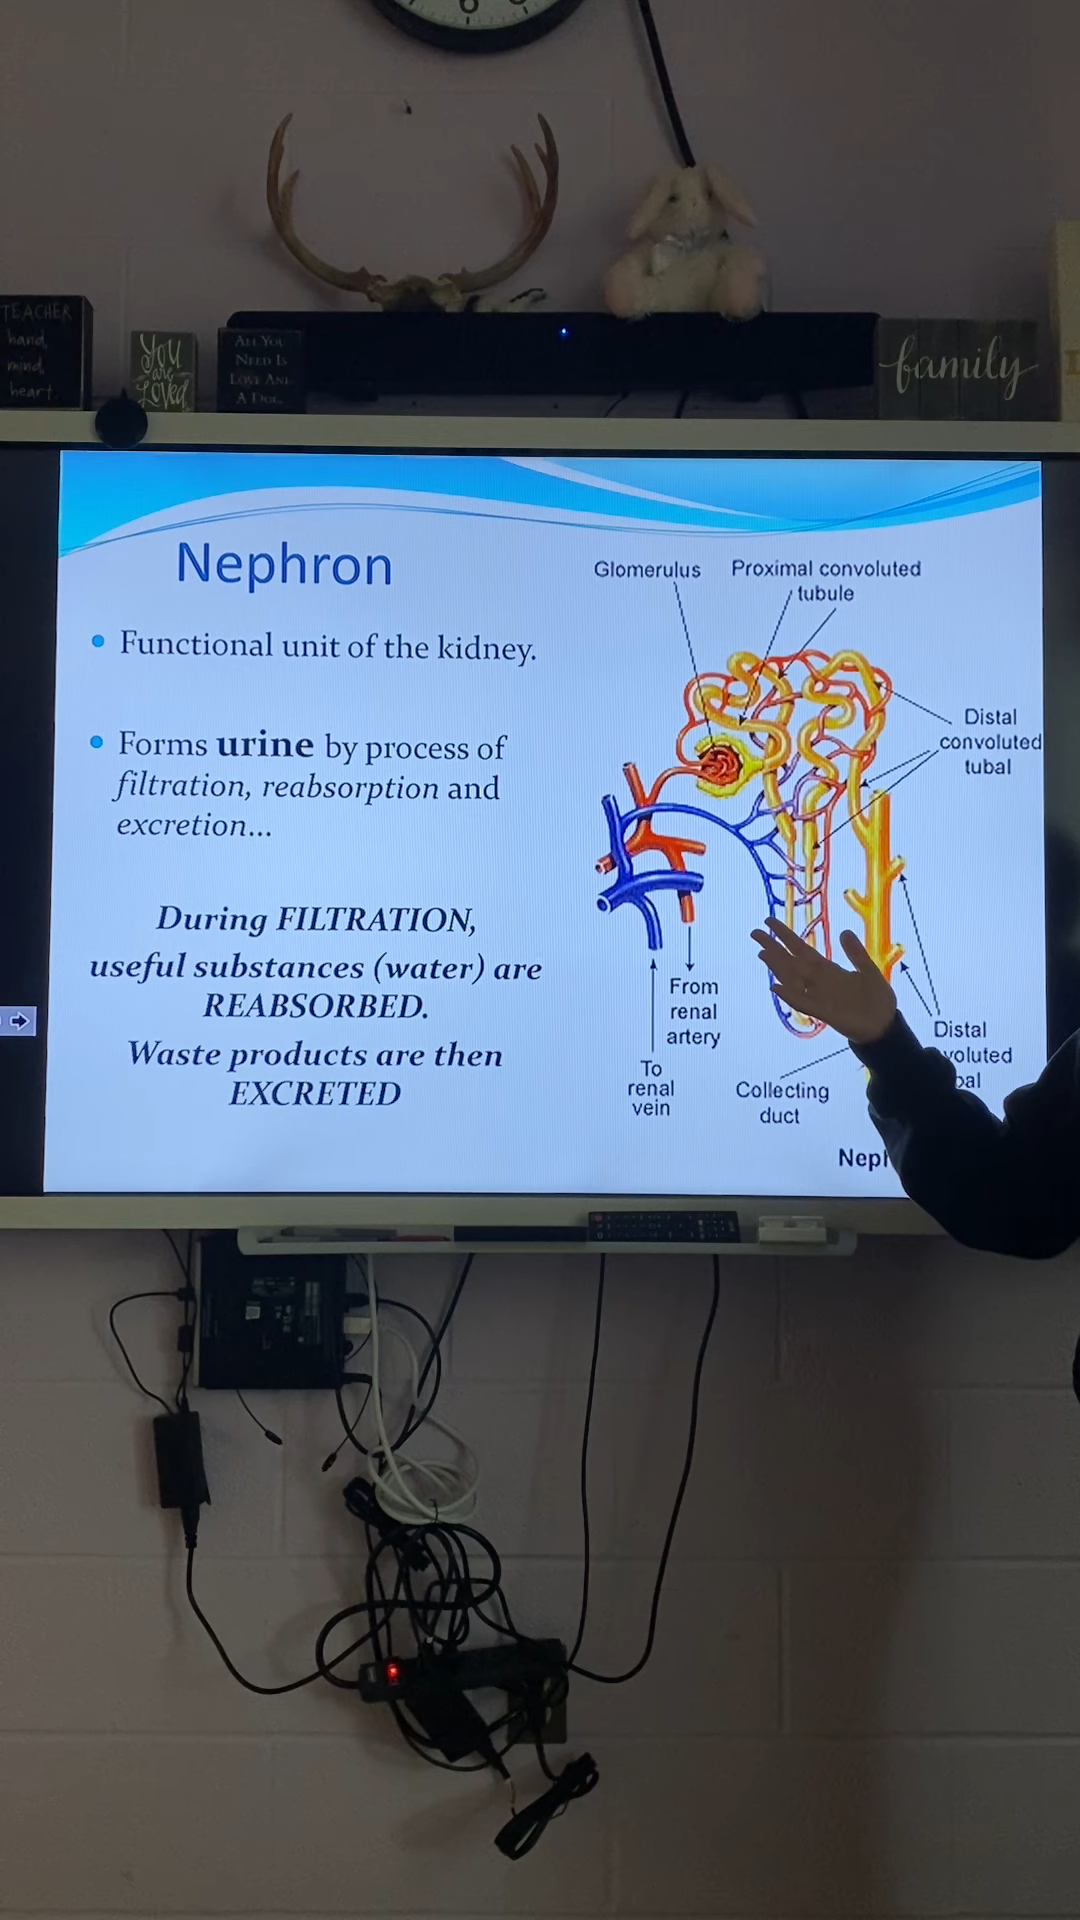 6
TEACHER
hand,
mind,
heart.
You
are
Loved
ALL YOU
NEED IS
LOVE AND
A DOG.
family
Nephron
Glomerulus
Proximal convoluted
tubule
• Functional unit of the kidney.
• Forms urine by process of
filtration, reabsorption and
excretion...
Distal
convoluted
tubal
During FILTRATION,
useful substances (water) are
REABSORBED.
Waste products are then
EXCRETED
From
renal
artery
To
renal
vein
Collecting
duct
Distal
voluted
bal
Neph